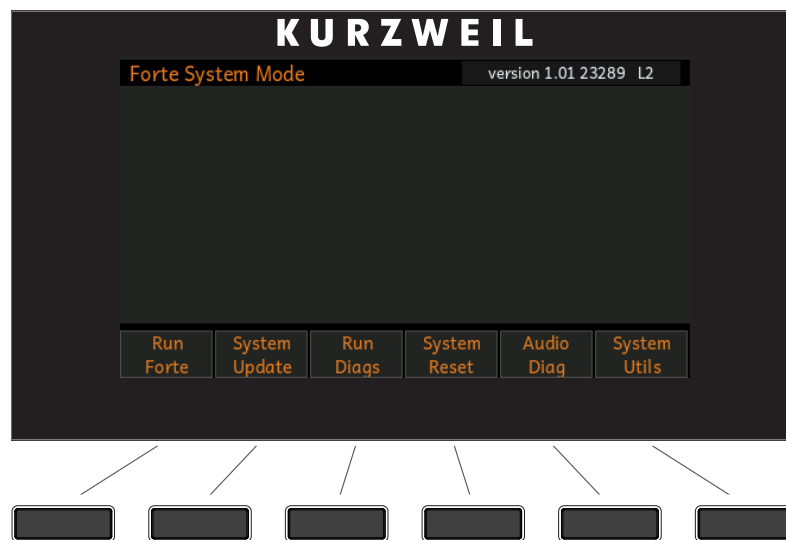 KURZWEIL
Forte System Mode version 1.01 23289 L2
Run System Run System Audio System
Forte Update Diags Reset Diag Utils